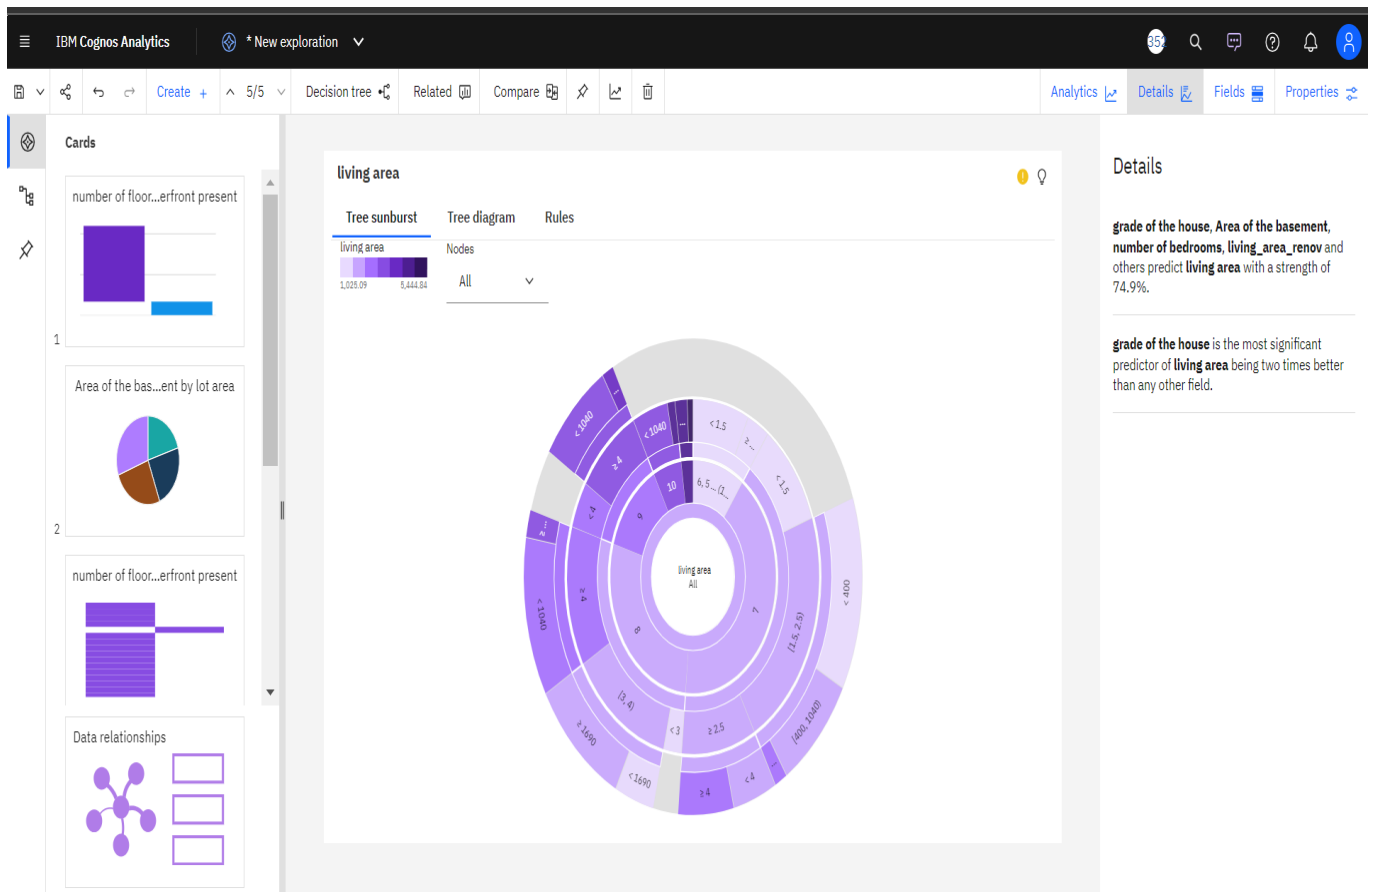 IBM Cognos Analytics
* New exploration
352
Create +
5/5
Decision tree
Related
Compare
Analytics
Details
Fields
Properties
Cards
number of floor...erfront present
1
Area of the bas...ent by lot area
2
number of floor...erfront present
Data relationships
living area
Tree sunburst
Tree diagram
Rules
living area
1,025.09
5,444.84
Nodes
All
< 1040
...
≥ 4
< 1040
...
< 1.5
≥ ...
< 1.5
< 4
9
10
6, 5 ... (1...
≥ ...
< 1040
≥ 4
8
living area
All
7
[1.5, 2.5)
< 400
[3, 4)
< 3
≥ 2.5
[400, 1040)
≥ 1690
< 1690
≥ 4
< 4
...
Details
grade of the house, Area of the basement,
number of bedrooms, living_area_renov and
others predict living area with a strength of
74.9%.
grade of the house is the most significant
predictor of living area being two times better
than any other field.